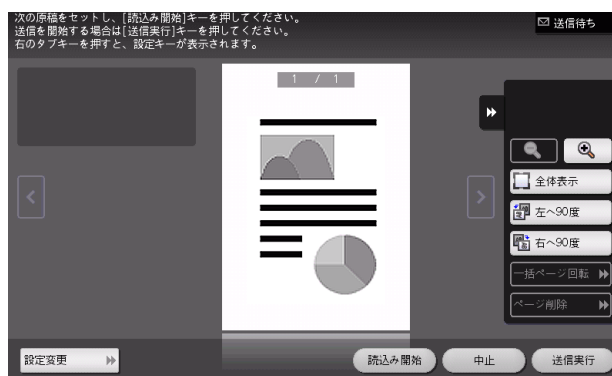 次の原稿をセットし、[読込み開始]キーを押してください。
送信を開始する場合は[送信実行]キーを押してください。
右のタブキーを押すと、設定キーが表示されます。
送信待ち
1 / 1
全体表示
左へ90度
右へ90度
一括ページ回転
ページ削除
設定変更
読込み開始
中止
送信実行